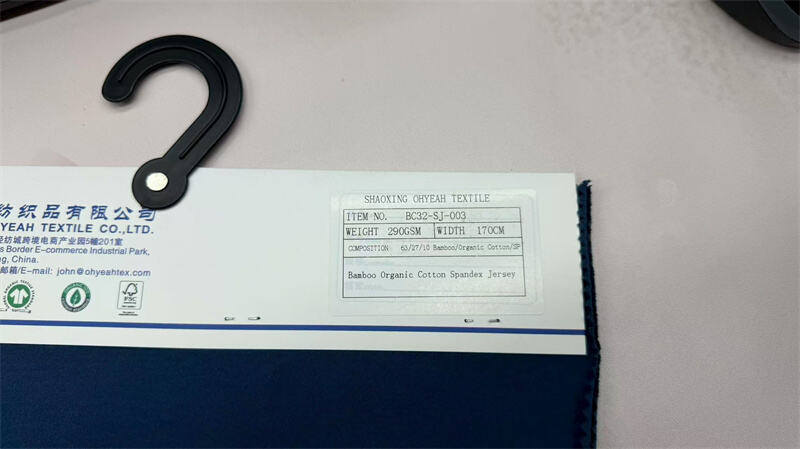 纺织品有限公司
HYEAH TEXTILE CO.,LTD.
纺城跨境电商产业园5幢201室
s Border E-commerce Industrial Park,
ng, China.
邮箱/E-mail: john@ohyeahtex.com
FSC
SHAOXING OHYEAH TEXTILE
ITEM NO. BC32-SJ-003
WEIGHT 290GSM WIDTH 170CM
COMPOSITION 63/27/10 Bamboo/Organic Cotton/SP
Bamboo Organic Cotton Spandex Jersey